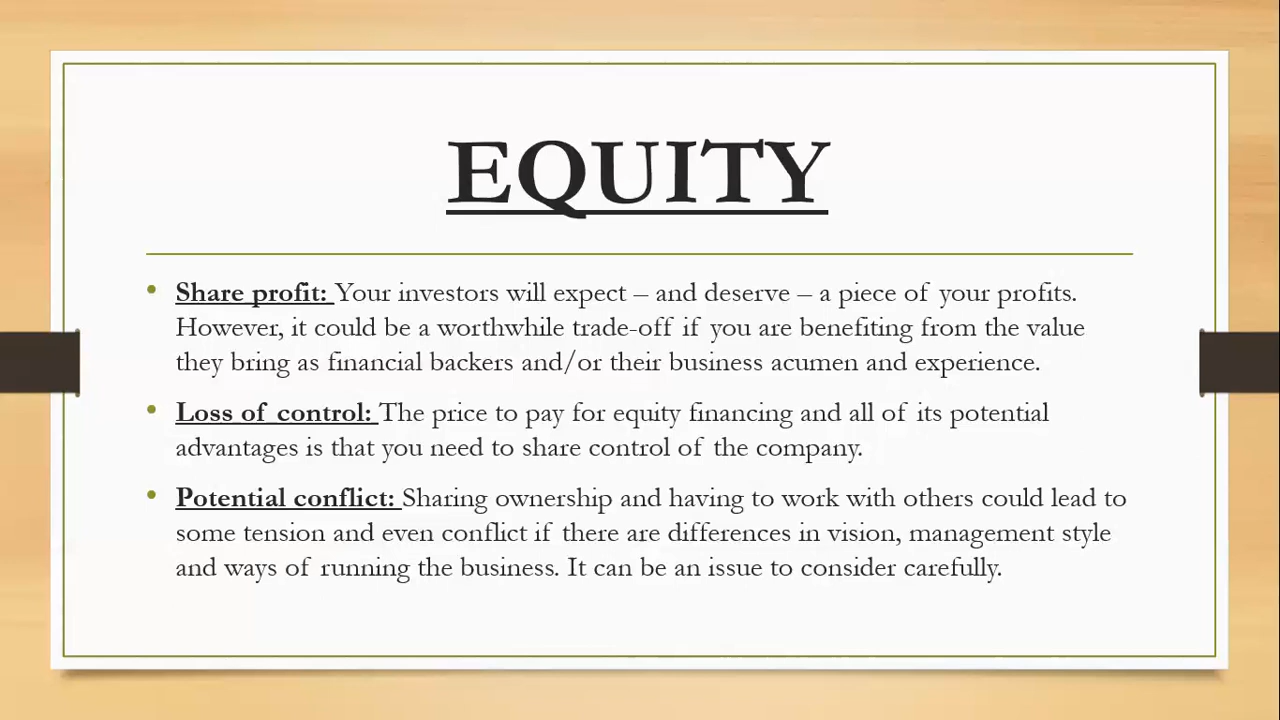 EQUITY
• Share profit: Your investors will expect – and deserve – a piece of your profits.
However, it could be a worthwhile trade-off if you are benefiting from the value
they bring as financial backers and/or their business acumen and experience.
• Loss of control: The price to pay for equity financing and all of its potential
advantages is that you need to share control of the company.
• Potential conflict: Sharing ownership and having to work with others could lead to
some tension and even conflict if there are differences in vision, management style
and ways of running the business. It can be an issue to consider carefully.